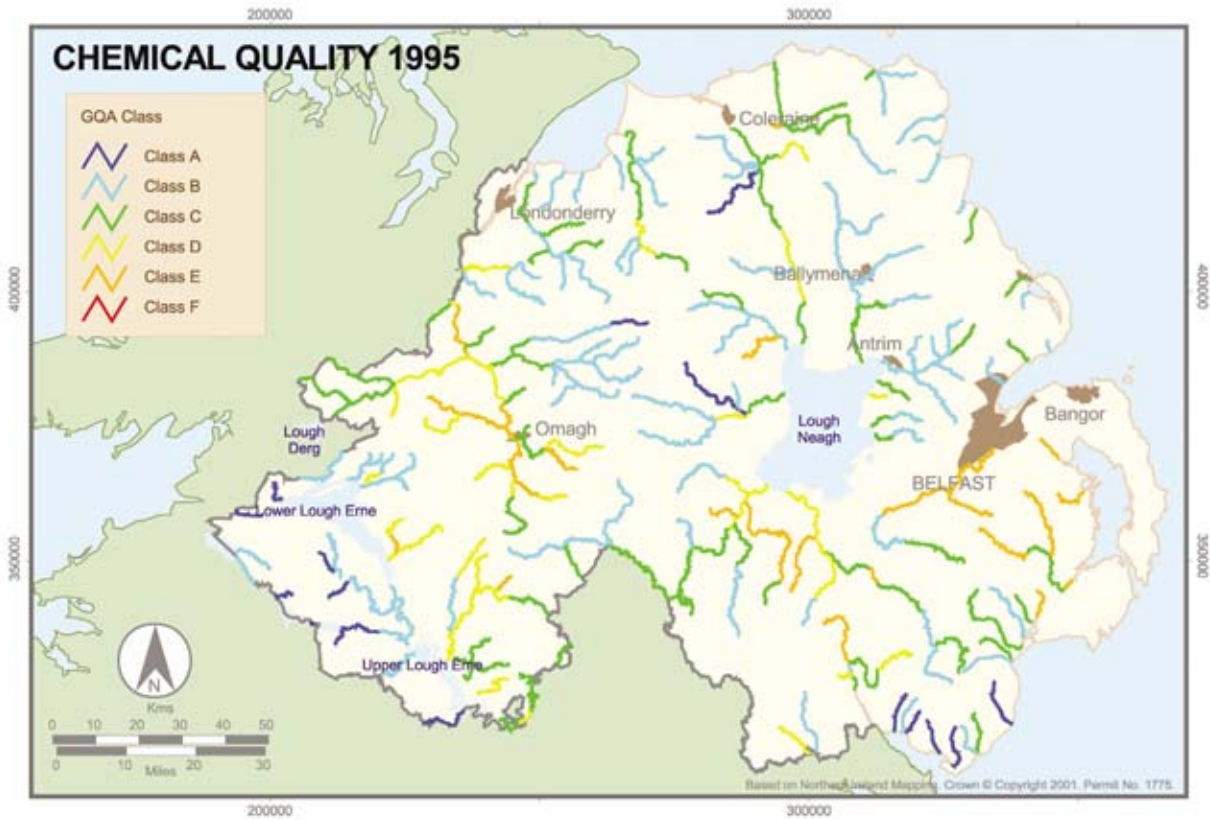 200000
300000
CHEMICAL QUALITY 1995
GQA Class
Class A
Class B
Class C
Class D
Class E
Class F
Coleraine
Londonderry
400000
400000
Ballymena
Antrim
Bangor
Omagh
Lough
Derg
Lough
Neagh
BELFAST
Lower Lough Erne
350000
350000
Upper Lough Erne
N
Kms
0 10 20 30 40 50
0 10 20 30
Miles
Based on Northern Ireland Mapping. Crown © Copyright 2001. Permit No. 1775.
200000
300000